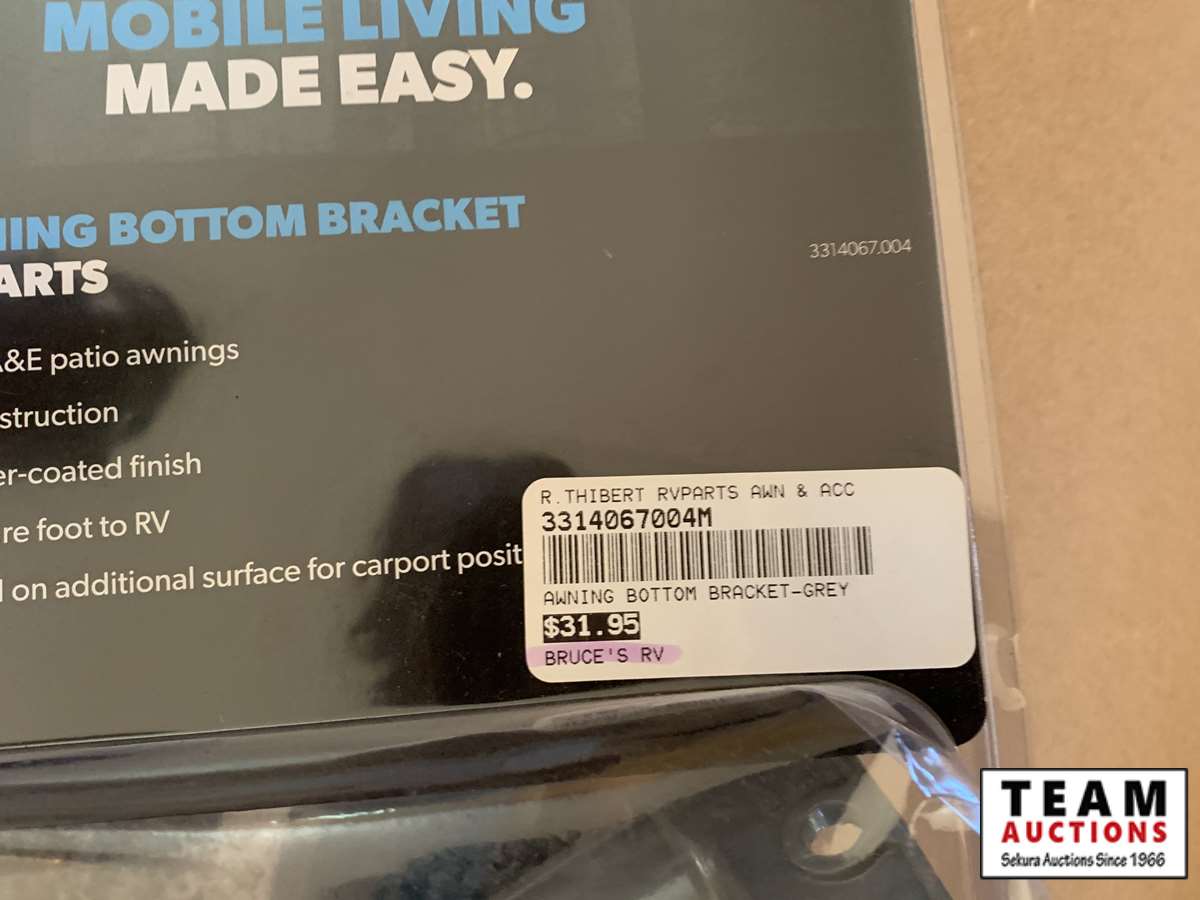 MOBILE LIVING
MADE EASY.
NING BOTTOM BRACKET
ARTS
3314067.004
A&E patio awnings
struction
er-coated finish
re foot to RV
on additional surface for carport posit
R.THIBERT RVPARTS AWN & ACC
3314067004M
AWNING BOTTOM BRACKET-GREY
$31.95
BRUCE'S RV
TEAM
AUCTIONS
Sekura Auctions Since 1966